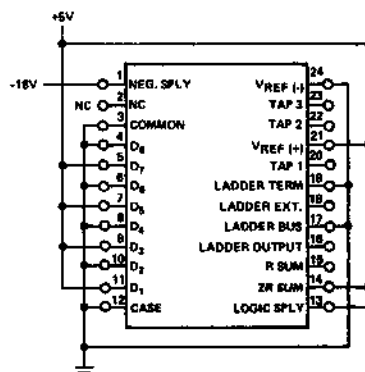 +5V
-15V
1 NEG. SPLY
NC 2 NC
3 COMMON
4 D8
5 D7
6 D6
7 D5
8 D4
9 D3
10 D2
11 D1
12 CASE
VREF (-) 24
TAP 3 23
TAP 2 22
VREF (+) 21
TAP 1 20
LADDER TERM 19
LADDER EXT. 18
LADDER BUS 17
LADDER OUTPUT 16
R SUM 15
2R SUM 14
LOGIC SPLY 13